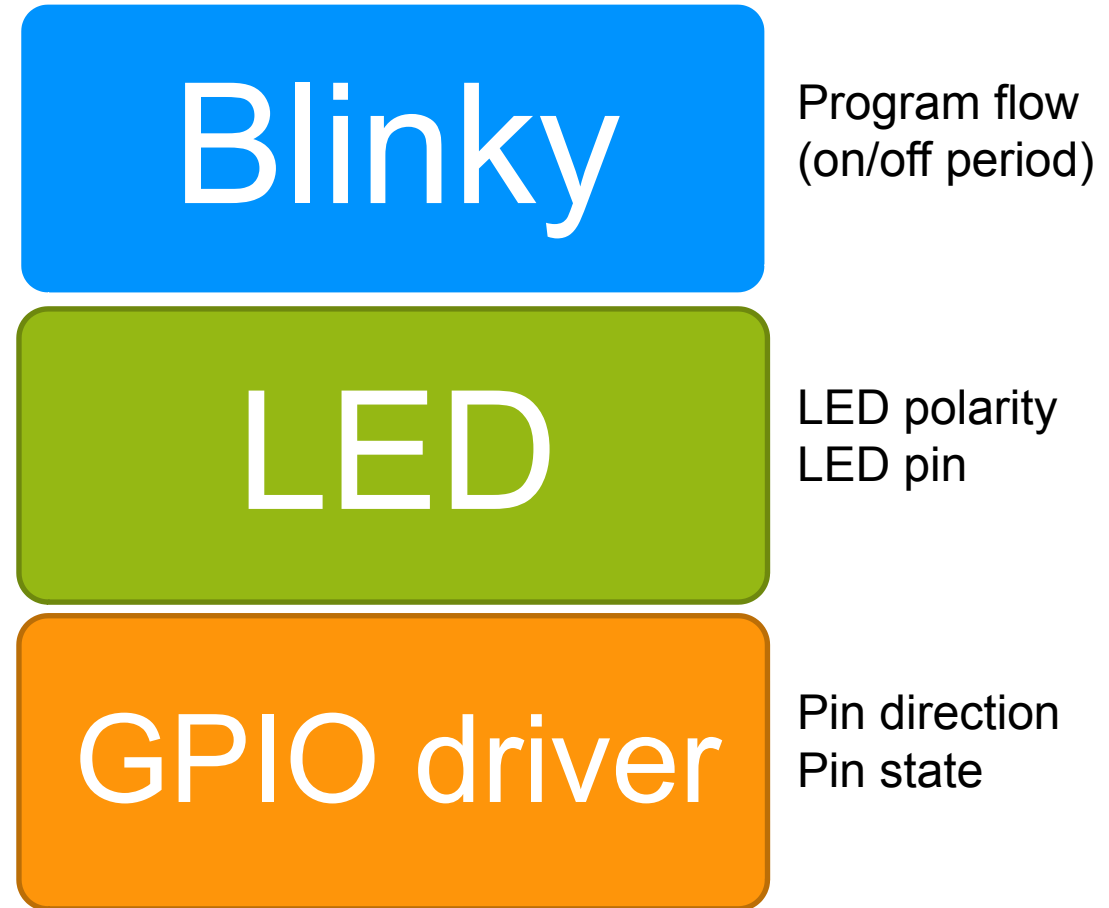 Blinky
Program flow
(on/off period)
LED
LED polarity
LED pin
GPIO driver
Pin direction
Pin state